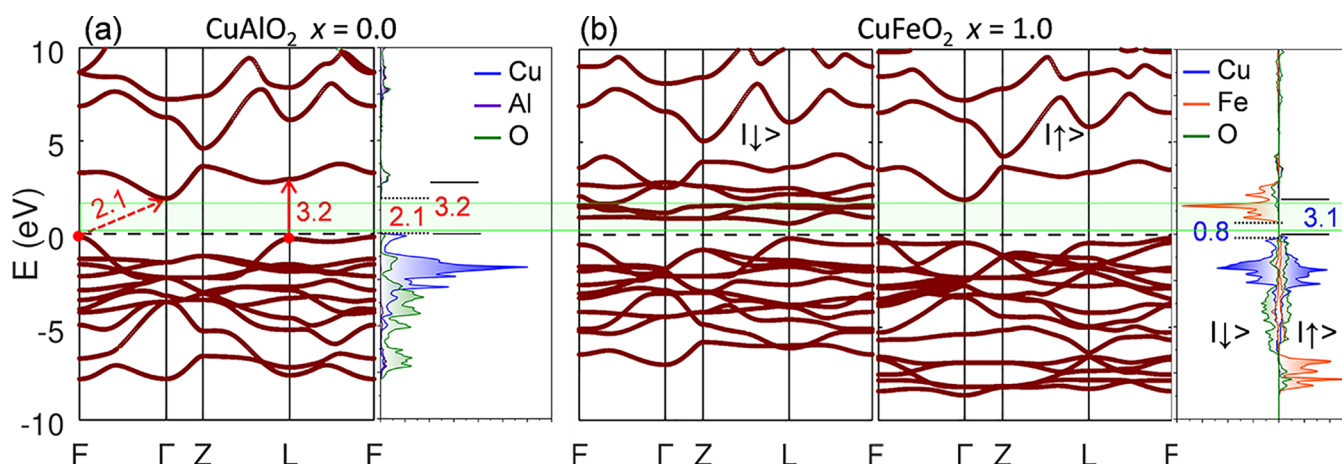 (a) CuAlO₂ x = 0.0
(b) CuFeO₂ x = 1.0
10
5
0
-5
-10
E (eV)
2.1
3.2
2.1
3.2
Cu
Al
O
I↓>
I↑>
Cu
Fe
O
0.8
3.1
I↓>
I↑>
F Γ Z L F
F Γ Z L F Γ Z L F